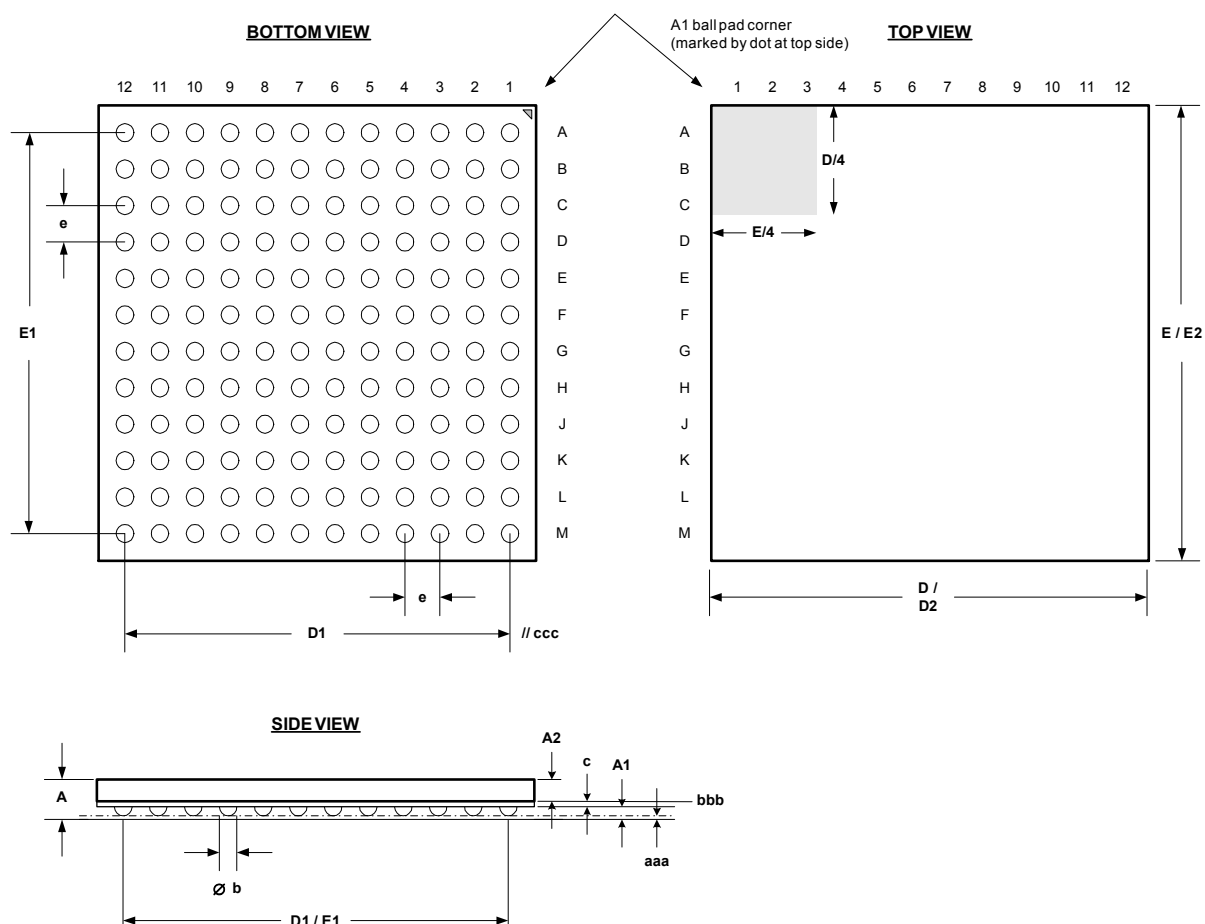 BOTTOM VIEW
A1 ball pad corner
(marked by dot at top side)
TOP VIEW
12 11 10 9 8 7 6 5 4 3 2 1
1 2 3 4 5 6 7 8 9 10 11 12
A
B
C
D
E
F
G
H
J
K
L
M
e
E1
e
D1
// ccc
A
B
C
D
E
F
G
H
J
K
L
M
D/4
E/4
E / E2
D /
D2
SIDE VIEW
A
A2
c
A1
bbb
aaa
Ø b
D1 / E1